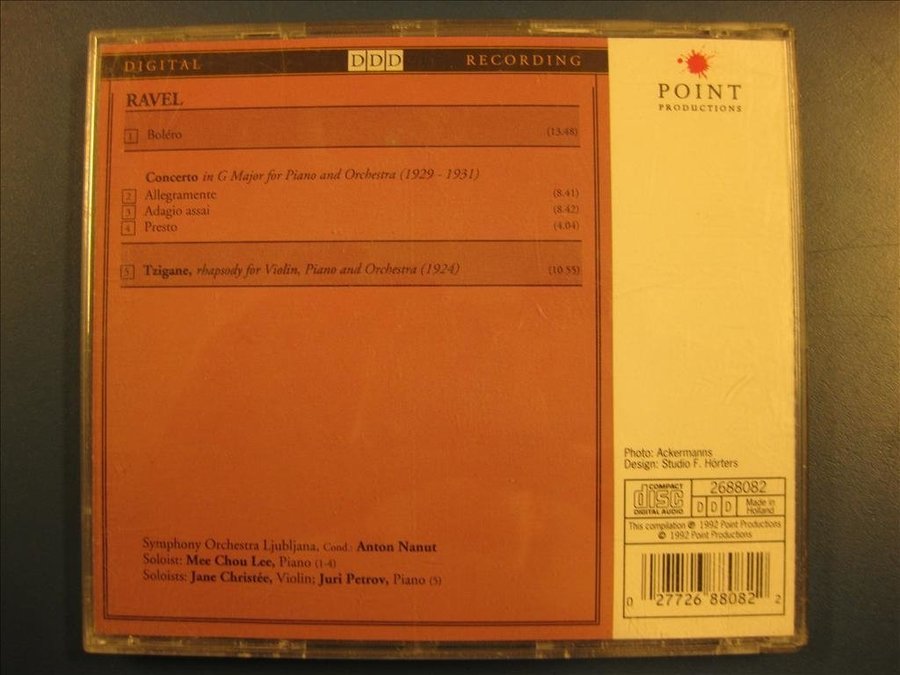 DIGITAL DDD RECORDING
RAVEL
1 Boléro (13.48)
Concerto in G Major for Piano and Orchestra (1929 - 1931)
2 Allegramente (8.41)
3 Adagio assai (8.42)
4 Presto (4.04)
5 Tzigane, rhapsody for Violin, Piano and Orchestra (1924) (10.55)
Symphony Orchestra Ljubljana, Cond.: Anton Nanut
Soloist: Mee Chou Lee, Piano (1-4)
Soloists: Jane Christée, Violin; Juri Petrov, Piano (5)
POINT
PRODUCTIONS
Photo: Ackermanns
Design: Studio F. Hörters
COMPACT
disc
DIGITAL AUDIO
2688082
DDD
Made in
Holland
This compilation ℗ 1992 Point Productions
© 1992 Point Productions
0 27726 88082 2